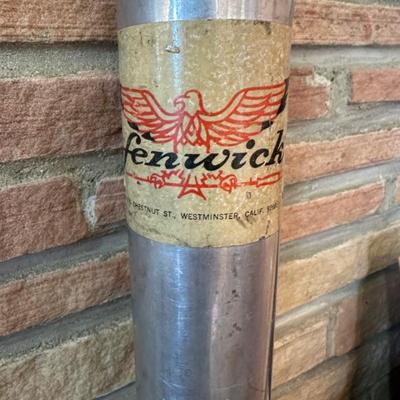 fenwick
CHESTNUT ST., WESTMINSTER, CALIF.